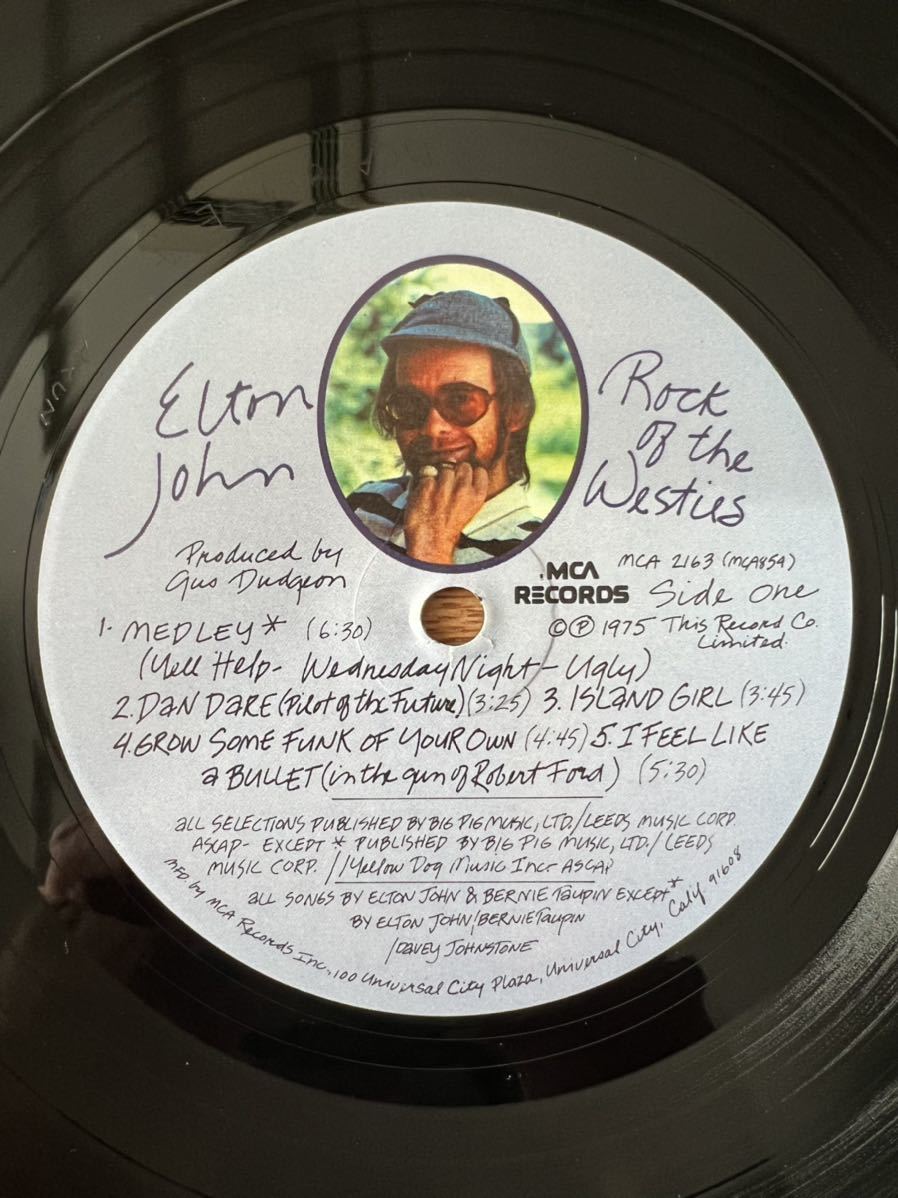 Elton
John
Rock
of the
Westies
Produced by
Gus Dudgeon
MCA
RECORDS
MCA 2163 (MCA854)
Side One
©℗ 1975 This Record Co.
Limited.
1. MEDLEY* (6:30)
(Yell Help- Wednesday Night- Ugly)
2. DAN DARE (Pilot of the Future) (3:25) 3. ISLAND GIRL (3:45)
4. GROW SOME FUNK OF YOUR OWN (4:45) 5. I FEEL LIKE
a BULLET (in the gun of Robert Ford) (5:30)
ALL SELECTIONS PUBLISHED BY BIG PIG MUSIC, LTD./LEEDS MUSIC CORP.
ASCAP- EXCEPT * PUBLISHED BY BIG PIG MUSIC, LTD./LEEDS
MUSIC CORP. //Yellow Dog Music Inc- ASCAP
ALL SONGS BY ELTON JOHN & BERNIE TAUPIN EXCEPT*
BY ELTON JOHN/BERNIE TAUPIN
/DAVEY JOHNSTONE
MFD. by MCA Records Inc., 100 Universal City Plaza, Universal City, Calif 91608